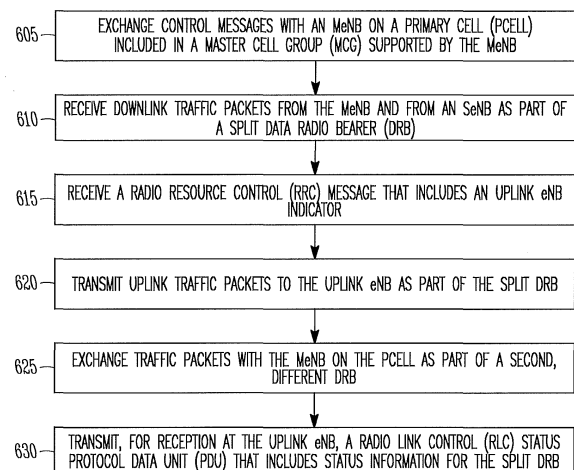 605
EXCHANGE CONTROL MESSAGES WITH AN MeNB ON A PRIMARY CELL (PCELL)
INCLUDED IN A MASTER CELL GROUP (MCG) SUPPORTED BY THE MeNB
610
RECEIVE DOWNLINK TRAFFIC PACKETS FROM THE MeNB AND FROM AN SeNB AS PART OF
A SPLIT DATA RADIO BEARER (DRB)
615
RECEIVE A RADIO RESOURCE CONTROL (RRC) MESSAGE THAT INCLUDES AN UPLINK eNB
INDICATOR
620
TRANSMIT UPLINK TRAFFIC PACKETS TO THE UPLINK eNB AS PART OF THE SPLIT DRB
625
EXCHANGE TRAFFIC PACKETS WITH THE MeNB ON THE PCELL AS PART OF A SECOND,
DIFFERENT DRB
630
TRANSMIT, FOR RECEPTION AT THE UPLINK eNB, A RADIO LINK CONTROL (RLC) STATUS
PROTOCOL DATA UNIT (PDU) THAT INCLUDES STATUS INFORMATION FOR THE SPLIT DRB